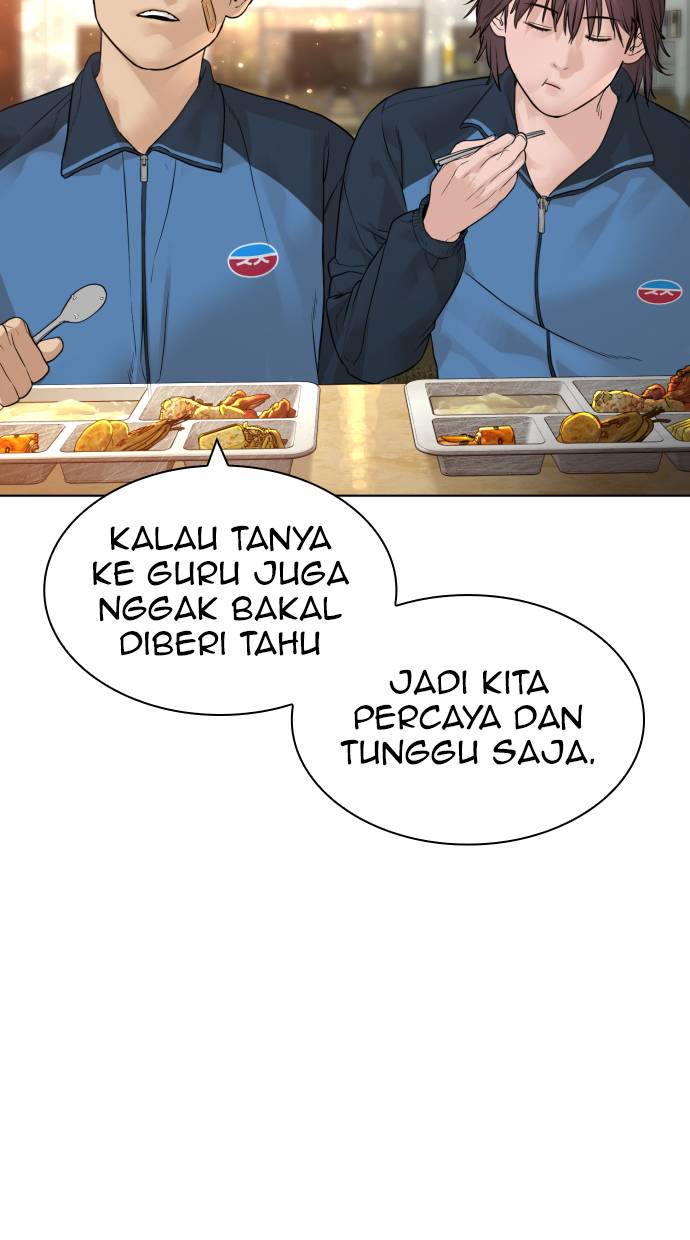 KALAU TANYA
KE GURU JUGA
NGGAK BAKAL
DIBERI TAHU
JADI KITA
PERCAYA DAN
TUNGGU SAJA.